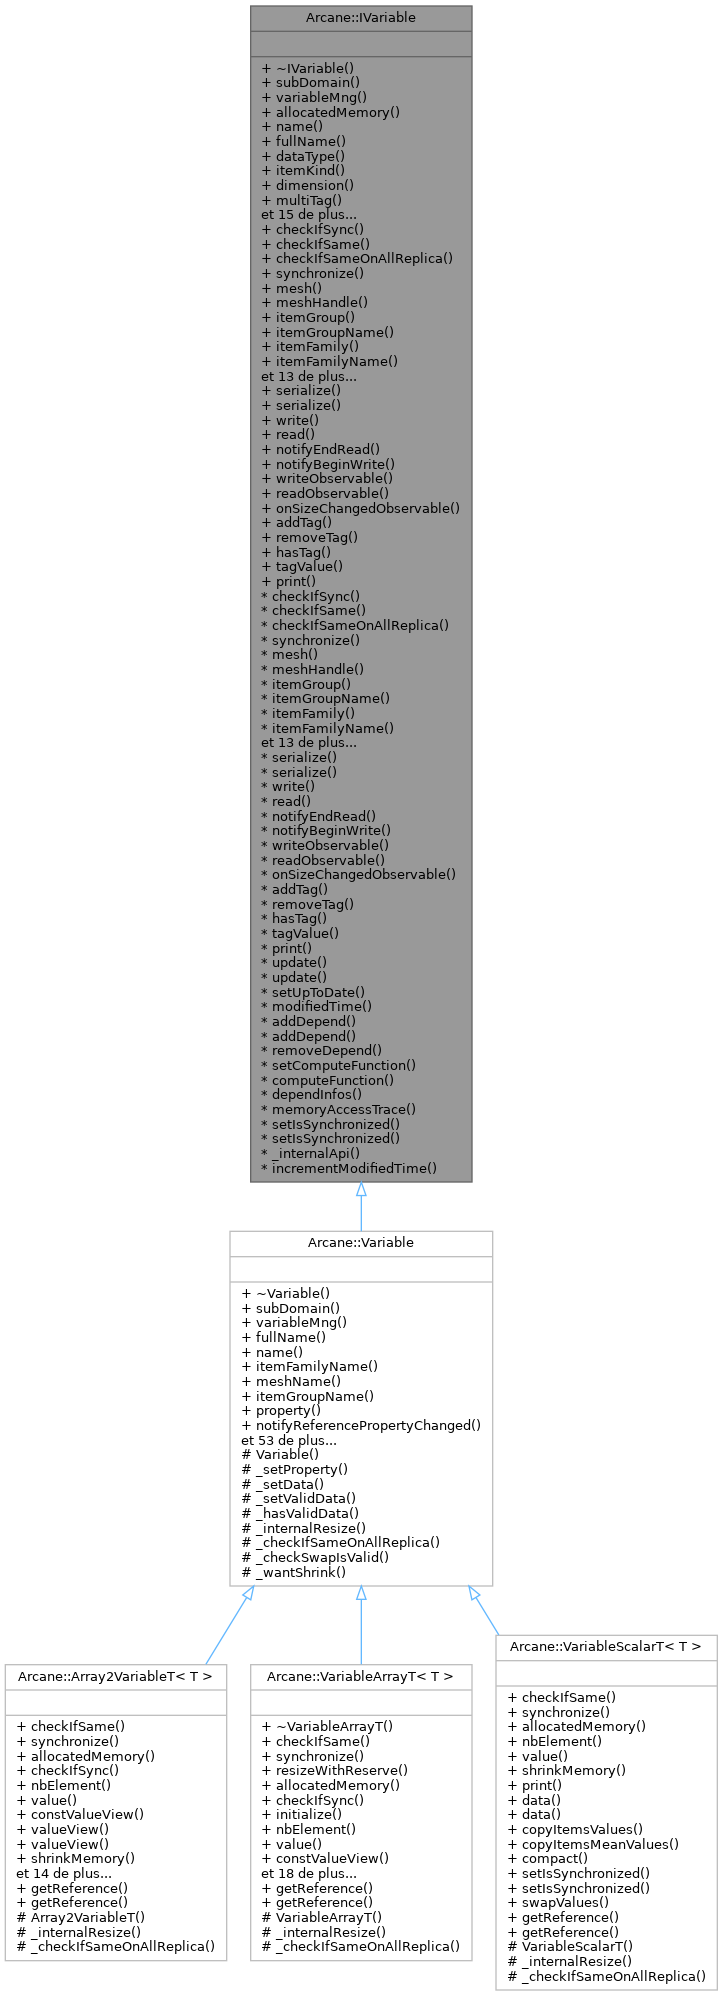 Arcane::IVariable
+ ~IVariable()
+ subDomain()
+ variableMng()
+ allocatedMemory()
+ name()
+ fullName()
+ dataType()
+ itemKind()
+ dimension()
+ multiTag()
et 15 de plus...
+ checkIfSync()
+ checkIfSame()
+ checkIfSameOnAllReplica()
+ synchronize()
+ mesh()
+ meshHandle()
+ itemGroup()
+ itemGroupName()
+ itemFamily()
+ itemFamilyName()
et 13 de plus...
+ serialize()
+ serialize()
+ write()
+ read()
+ notifyEndRead()
+ notifyBeginWrite()
+ writeObservable()
+ readObservable()
+ onSizeChangedObservable()
+ addTag()
+ removeTag()
+ hasTag()
+ tagValue()
+ print()
* checkIfSync()
* checkIfSame()
* checkIfSameOnAllReplica()
* synchronize()
* mesh()
* meshHandle()
* itemGroup()
* itemGroupName()
* itemFamily()
* itemFamilyName()
et 13 de plus...
* serialize()
* serialize()
* write()
* read()
* notifyEndRead()
* notifyBeginWrite()
* writeObservable()
* readObservable()
* onSizeChangedObservable()
* addTag()
* removeTag()
* hasTag()
* tagValue()
* print()
* update()
* update()
* setUpToDate()
* modifiedTime()
* addDepend()
* addDepend()
* removeDepend()
* setComputeFunction()
* computeFunction()
* dependInfos()
* memoryAccessTrace()
* setIsSynchronized()
* setIsSynchronized()
* _internalApi()
* incrementModifiedTime()
Arcane::Variable
+ ~Variable()
+ subDomain()
+ variableMng()
+ fullName()
+ name()
+ itemFamilyName()
+ meshName()
+ itemGroupName()
+ property()
+ notifyReferencePropertyChanged()
et 53 de plus...
# Variable()
# _setProperty()
# _setData()
# _setValidData()
# _hasValidData()
# _internalResize()
# _checkIfSameOnAllReplica()
# _checkSwapIsValid()
# _wantShrink()
Arcane::Array2VariableT< T >
+ checkIfSame()
+ synchronize()
+ allocatedMemory()
+ checkIfSync()
+ nbElement()
+ value()
+ constValueView()
+ valueView()
+ valueView()
+ shrinkMemory()
et 14 de plus...
+ getReference()
+ getReference()
# Array2VariableT()
# _internalResize()
# _checkIfSameOnAllReplica()
Arcane::VariableArrayT< T >
+ ~VariableArrayT()
+ checkIfSame()
+ synchronize()
+ resizeWithReserve()
+ allocatedMemory()
+ checkIfSync()
+ initialize()
+ nbElement()
+ value()
+ constValueView()
et 18 de plus...
+ getReference()
+ getReference()
# VariableArrayT()
# _internalResize()
# _checkIfSameOnAllReplica()
Arcane::VariableScalarT< T >
+ checkIfSame()
+ synchronize()
+ allocatedMemory()
+ nbElement()
+ value()
+ shrinkMemory()
+ print()
+ data()
+ data()
+ copyItemsValues()
+ copyItemsMeanValues()
+ compact()
+ setIsSynchronized()
+ setIsSynchronized()
+ swapValues()
+ getReference()
+ getReference()
# VariableScalarT()
# _internalResize()
# _checkIfSameOnAllReplica()